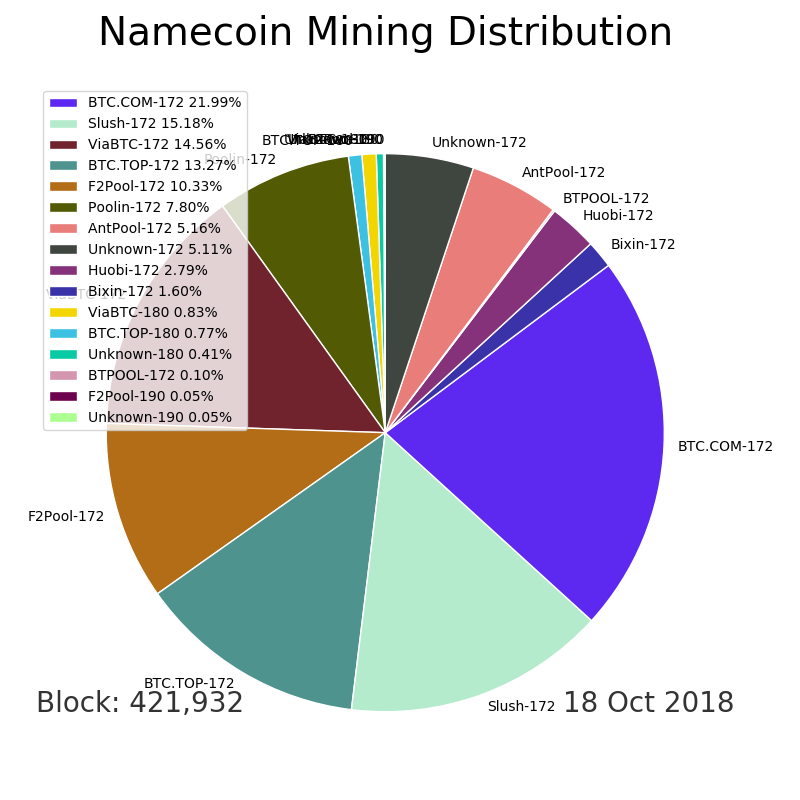 Namecoin Mining Distribution
BTC.COM-172 21.99%
Slush-172 15.18%
ViaBTC-172 14.56%
BTC.TOP-172 13.27%
F2Pool-172 10.33%
Poolin-172 7.80%
AntPool-172 5.16%
Unknown-172 5.11%
Huobi-172 2.79%
Bixin-172 1.60%
ViaBTC-180 0.83%
BTC.TOP-180 0.77%
Unknown-180 0.41%
BTPOOL-172 0.10%
F2Pool-190 0.05%
Unknown-190 0.05%
Poolin-172
Unknown-172
AntPool-172
BTPOOL-172
Huobi-172
Bixin-172
ViaBTC-172
BTC.COM-172
F2Pool-172
BTC.TOP-172
Slush-172
Block: 421,932
18 Oct 2018